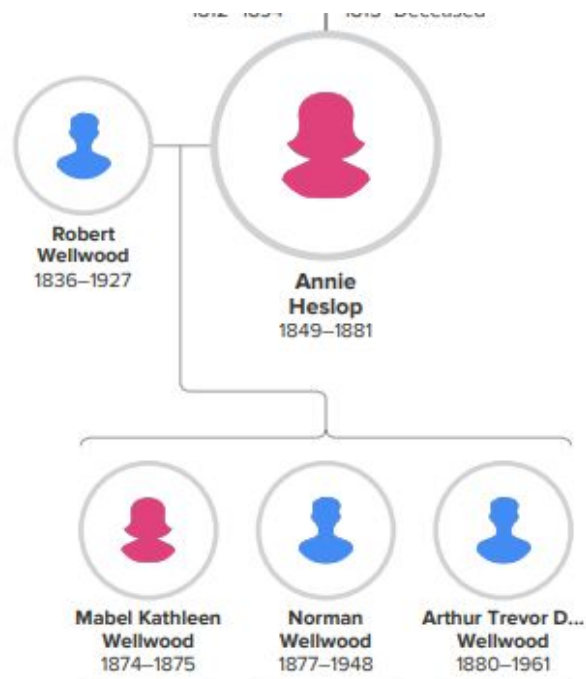 Robert
Wellwood
1836–1927
Annie
Heslop
1849–1881
Mabel Kathleen
Wellwood
1874–1875
Norman
Wellwood
1877–1948
Arthur Trevor D...
Wellwood
1880–1961